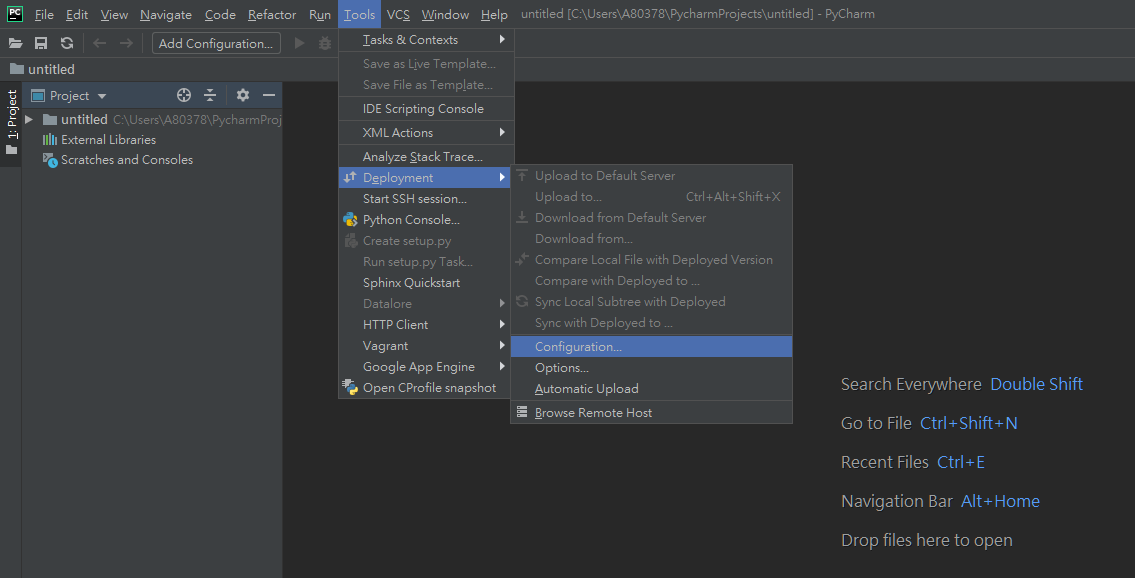 PC File Edit View Navigate Code Refactor Run Tools VCS Window Help untitled [C:\Users\A80378\PycharmProjects\untitled] - PyCharm
Add Configuration...
untitled
1: Project
Project
untitled C:\Users\A80378\PycharmProj
External Libraries
Scratches and Consoles
Tasks & Contexts
Save as Live Template...
Save File as Template...
IDE Scripting Console
XML Actions
Analyze Stack Trace...
Deployment
Start SSH session...
Python Console...
Create setup.py
Run setup.py Task...
Sphinx Quickstart
Datalore
HTTP Client
Vagrant
Google App Engine
Open CProfile snapshot
Upload to Default Server
Upload to... Ctrl+Alt+Shift+X
Download from Default Server
Download from...
Compare Local File with Deployed Version
Compare with Deployed to ...
Sync Local Subtree with Deployed
Sync with Deployed to ...
Configuration...
Options...
Automatic Upload
Browse Remote Host
Search Everywhere Double Shift
Go to File Ctrl+Shift+N
Recent Files Ctrl+E
Navigation Bar Alt+Home
Drop files here to open